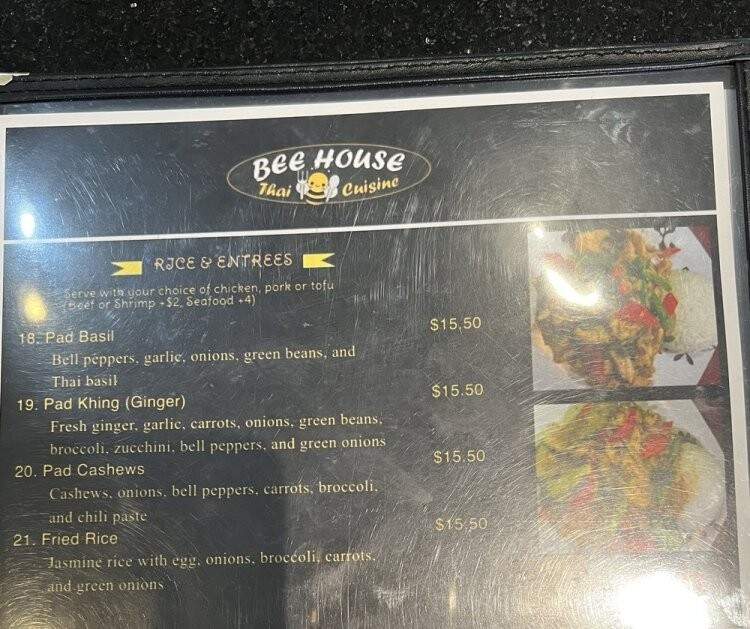 BEE HOUSE
Thai Cuisine
RICE & ENTREES
Serve with your choice of chicken, pork or tofu
(Beef or Shrimp +$2, Seafood +4)
18. Pad Basil $15,50
Bell peppers, garlic, onions, green beans, and
Thai basil
19. Pad Khing (Ginger) $15.50
Fresh ginger, garlic, carrots, onions, green beans,
broccoli, zucchini, bell peppers, and green onions
20. Pad Cashews $15.50
Cashews, onions, bell peppers, carrots, broccoli,
and chili paste
21. Fried Rice $15,50
Jasmine rice with egg, onions, broccoli, carrots,
and green onions